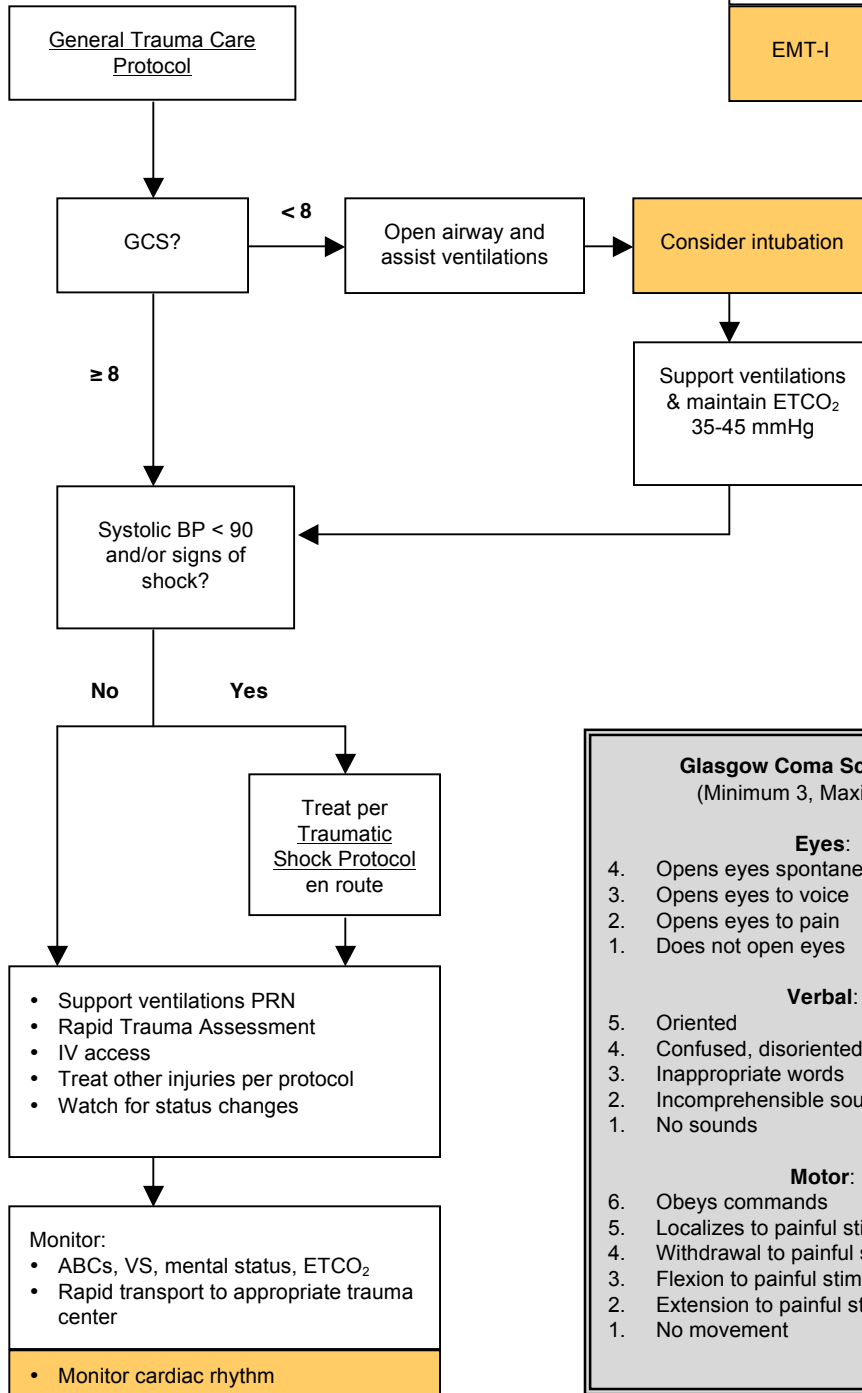 General Trauma Care
Protocol
EMT-I
GCS?
< 8
Open airway and
assist ventilations
Consider intubation
≥ 8
Support ventilations
& maintain ETCO₂
35-45 mmHg
Systolic BP < 90
and/or signs of
shock?
No
Yes
Treat per
Traumatic
Shock Protocol
en route
• Support ventilations PRN
• Rapid Trauma Assessment
• IV access
• Treat other injuries per protocol
• Watch for status changes
Monitor:
• ABCs, VS, mental status, ETCO₂
• Rapid transport to appropriate trauma
center
• Monitor cardiac rhythm
Glasgow Coma
(Minimum 3,
Eyes:
4. Opens eyes
3. Opens eyes to voice
2. Opens eyes to pain
1. Does not open eyes
Verbal:
5. Oriented
4. Confused, disoriented
3. Inappropriate words
2. Incomprehensible
1. No sounds
Motor:
6. Obeys commands
5. Localizes to painful
4. Withdrawal to painful
3. Flexion to painful
2. Extension to painful
1. No movement